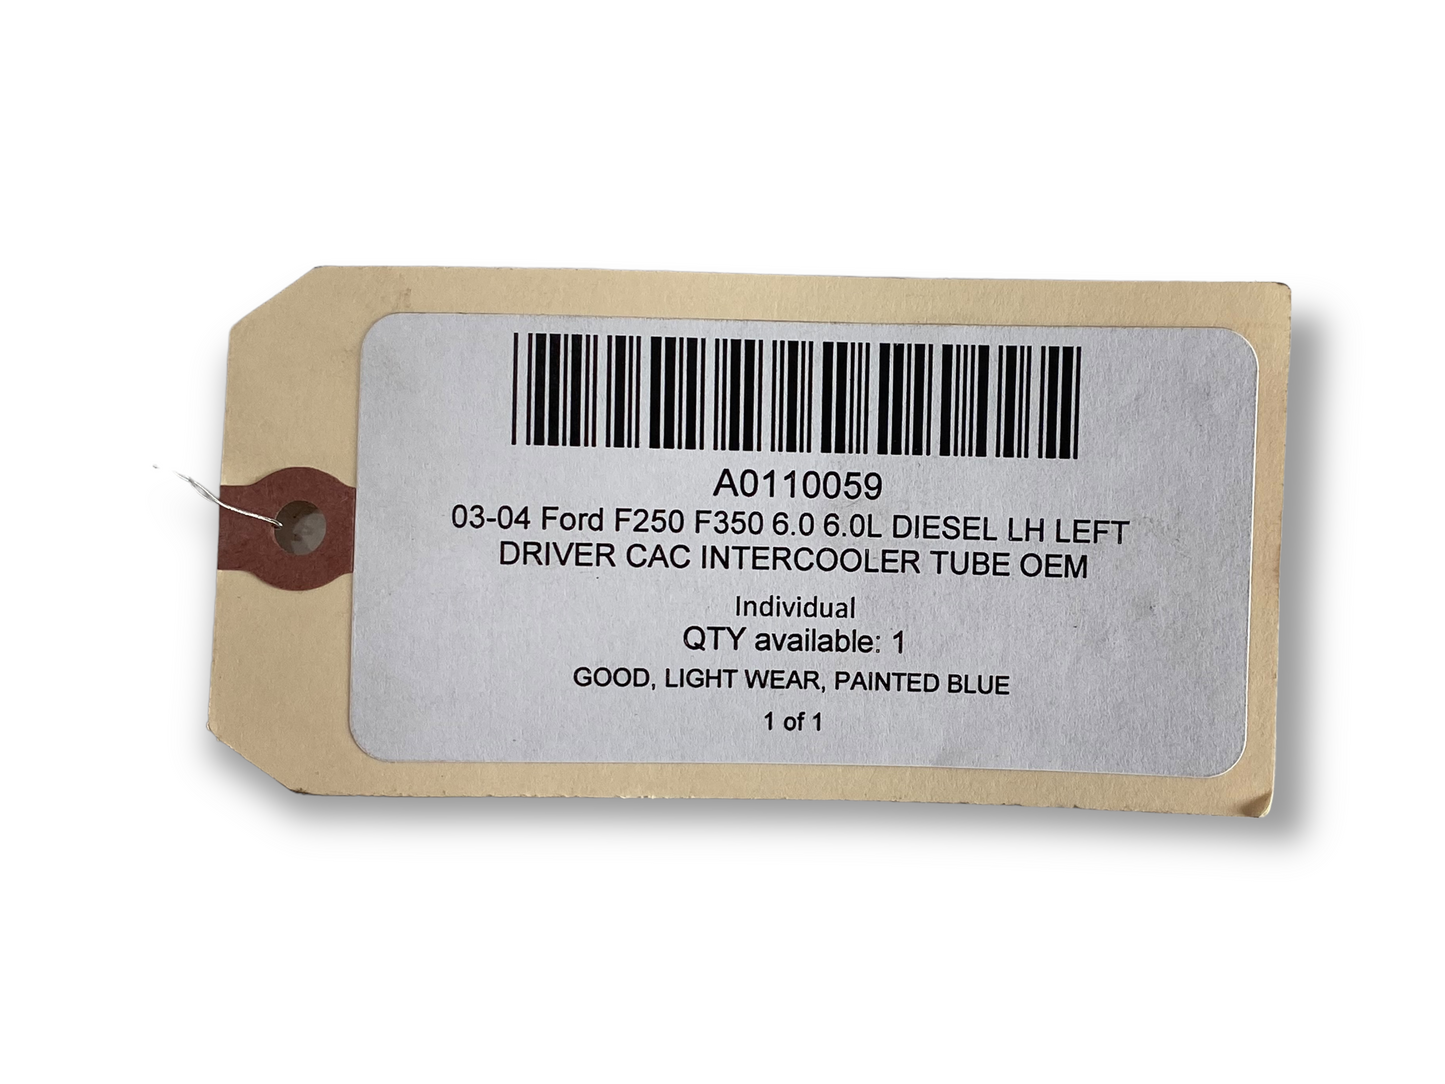 A0110059
03-04 Ford F250 F350 6.0 6.0L DIESEL LH LEFT
DRIVER CAC INTERCOOLER TUBE OEM
Individual
QTY available: 1
GOOD, LIGHT WEAR, PAINTED BLUE
1 of 1